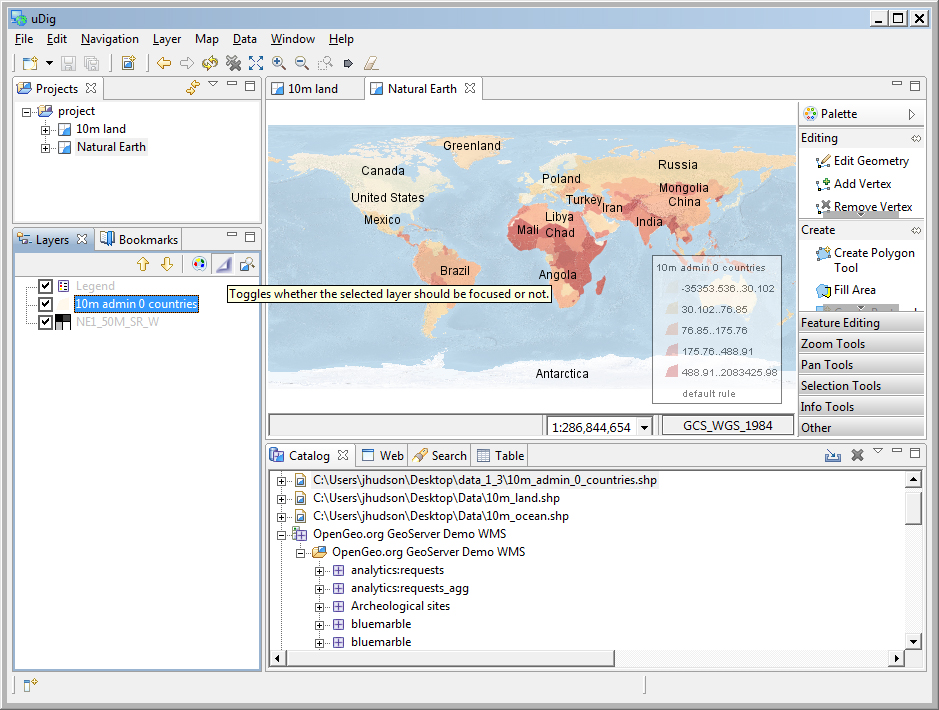 uDig
File Edit Navigation Layer Map Data Window Help
Projects
project
10m land
Natural Earth
Layers Bookmarks
Legend
10m admin 0 countries
NE1_50M_SR_W
Toggles whether the selected layer should be focused or not.
10m land Natural Earth
Greenland
Canada
Russia
United States
Poland
Mongolia
Turkey
China
Mexico
Iran
Libya
India
Mali Chad
Brazil
Angola
Antarctica
10m admin 0 countries
-35353.536..30.102
30.102..76.85
76.85..175.76
175.76..488.91
488.91..2083425.98
default rule
1:286,844,654
GCS_WGS_1984
Palette
Editing
Edit Geometry
Add Vertex
Remove Vertex
Create
Create Polygon
Tool
Fill Area
Feature Editing
Zoom Tools
Pan Tools
Selection Tools
Info Tools
Other
Catalog Web Search Table
C:\Users\jhudson\Desktop\data_1_3\10m_admin_0_countries.shp
C:\Users\jhudson\Desktop\Data\10m_land.shp
C:\Users\jhudson\Desktop\Data\10m_ocean.shp
OpenGeo.org GeoServer Demo WMS
OpenGeo.org GeoServer Demo WMS
analytics:requests
analytics:requests_agg
Archeological sites
bluemarble
bluemarble